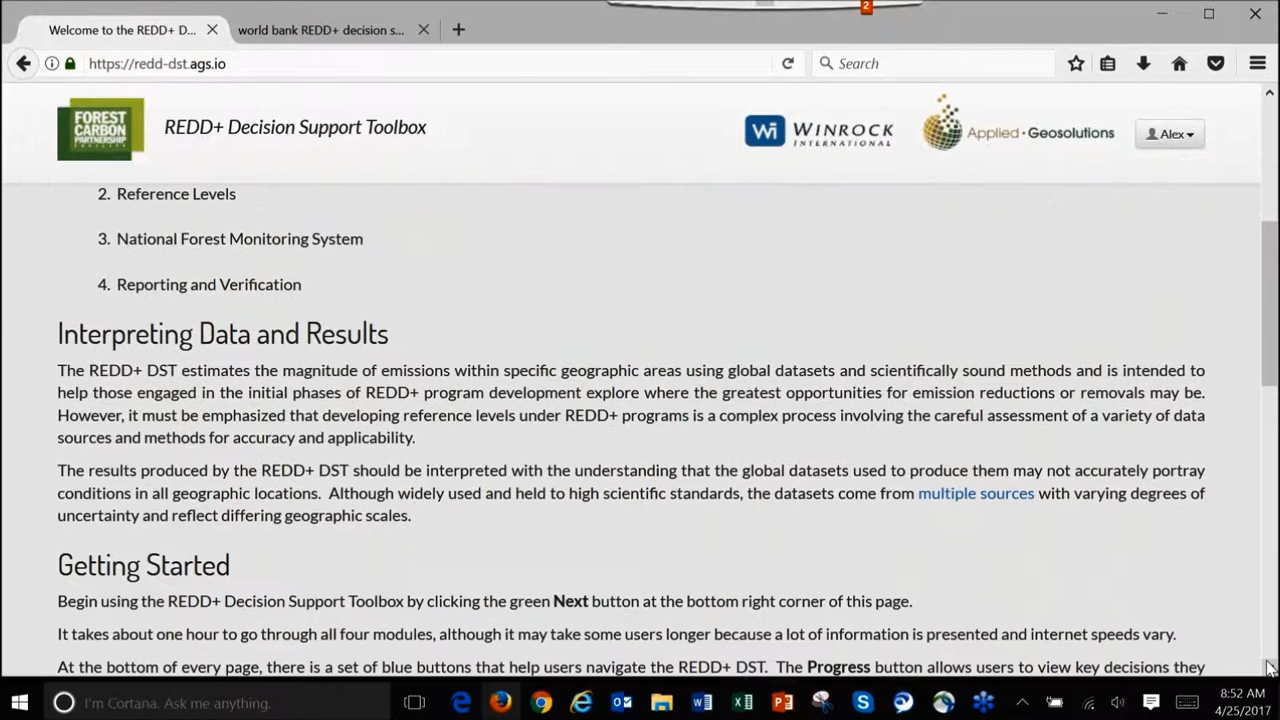 2
Welcome to the REDD+ D...
world bank REDD+ decision s...
https://redd-dst.ags.io
Search
FOREST
CARBON
PARTNERSHIP
REDD+ Decision Support Toolbox
Wi WINROCK
INTERNATIONAL
Applied · Geosolutions
Alex
2. Reference Levels
3. National Forest Monitoring System
4. Reporting and Verification
Interpreting Data and Results
The REDD+ DST estimates the magnitude of emissions within specific geographic areas using global datasets and scientifically sound methods and is intended to
help those engaged in the initial phases of REDD+ program development explore where the greatest opportunities for emission reductions or removals may be.
However, it must be emphasized that developing reference levels under REDD+ programs is a complex process involving the careful assessment of a variety of data
sources and methods for accuracy and applicability.
The results produced by the REDD+ DST should be interpreted with the understanding that the global datasets used to produce them may not accurately portray
conditions in all geographic locations. Although widely used and held to high scientific standards, the datasets come from multiple sources with varying degrees of
uncertainty and reflect differing geographic scales.
Getting Started
Begin using the REDD+ Decision Support Toolbox by clicking the green Next button at the bottom right corner of this page.
It takes about one hour to go through all four modules, although it may take some users longer because a lot of information is presented and internet speeds vary.
At the bottom of every page, there is a set of blue buttons that help users navigate the REDD+ DST. The Progress button allows users to view key decisions they
I'm Cortana. Ask me anything.
8:52 AM
4/25/2017